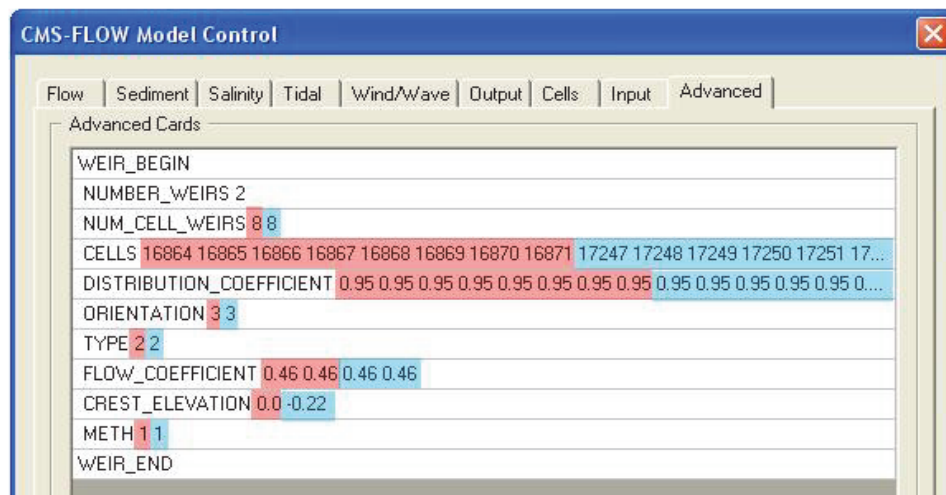 CMS-FLOW Model Control
Flow Sediment Salinity Tidal Wind/Wave Output Cells Input Advanced
Advanced Cards
WEIR_BEGIN
NUMBER_WEIRS 2
NUM_CELL_WEIRS 8 8
CELLS 16864 16865 16866 16867 16868 16869 16870 16871 17247 17248 17249 17250 17251 17...
DISTRIBUTION_COEFFICIENT 0.95 0.95 0.95 0.95 0.95 0.95 0.95 0.95 0.95 0.95 0.95 0.95 0.95 0....
ORIENTATION 3 3
TYPE 2 2
FLOW_COEFFICIENT 0.46 0.46 0.46 0.46
CREST_ELEVATION 0.0 -0.22
METH 1 1
WEIR_END